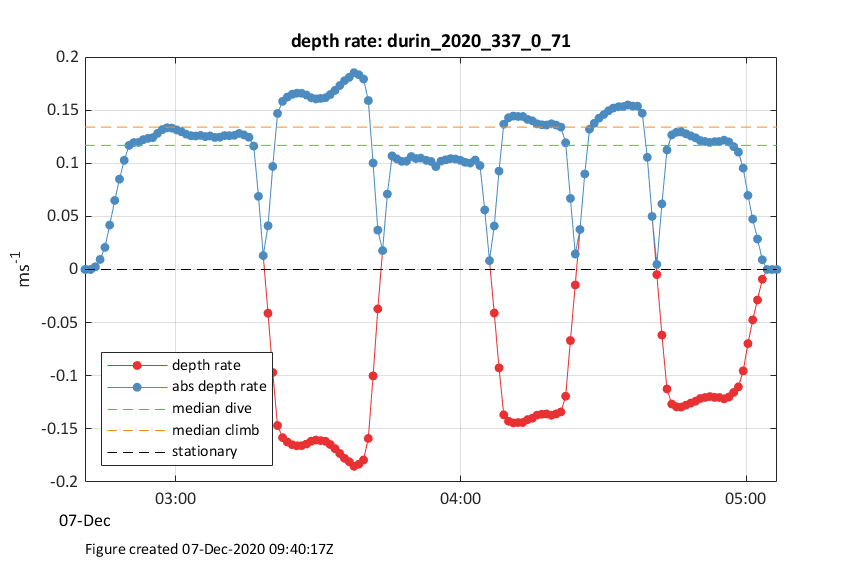 depth rate: durin_2020_337_0_71
0.2
0.15
0.1
0.05
0
-0.05
-0.1
-0.15
-0.2
ms-1
depth rate
abs depth rate
median dive
median climb
stationary
03:00 04:00 05:00
07-Dec
Figure created 07-Dec-2020 09:40:17Z